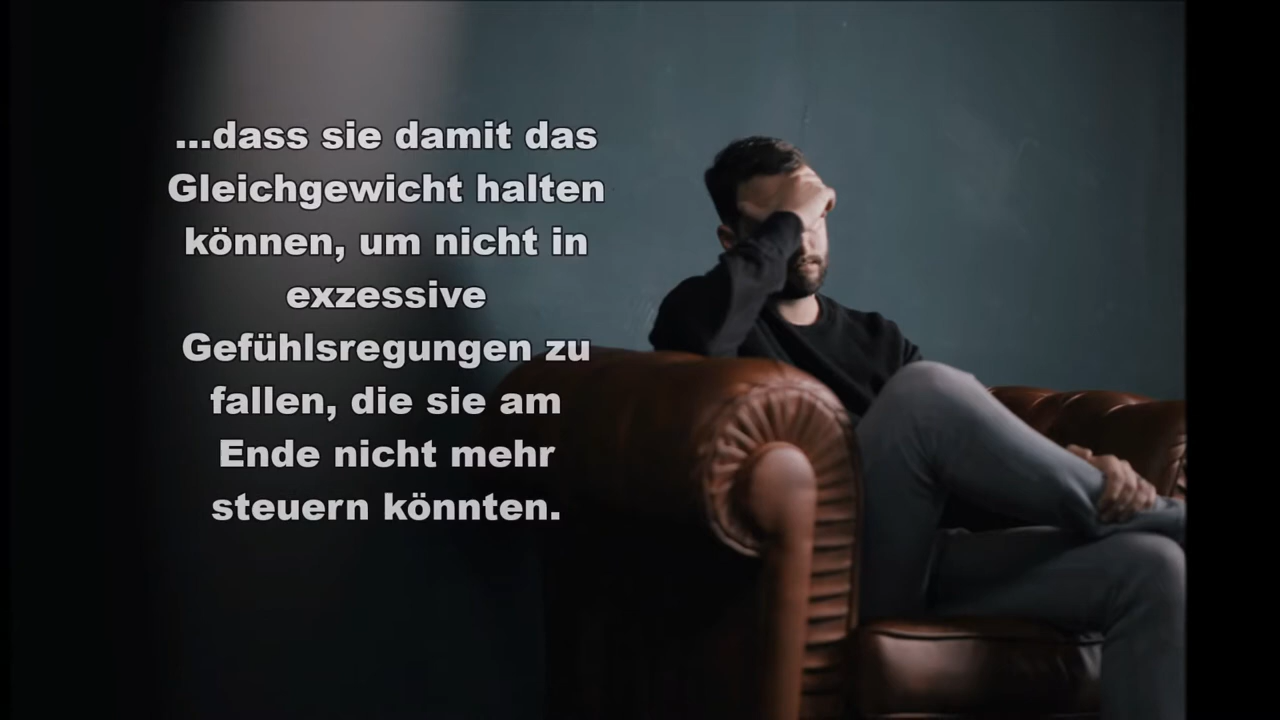 ...dass sie damit das
Gleichgewicht halten
können, um nicht in
exzessive
Gefühlsregungen zu
fallen, die sie am
Ende nicht mehr
steuern könnten.